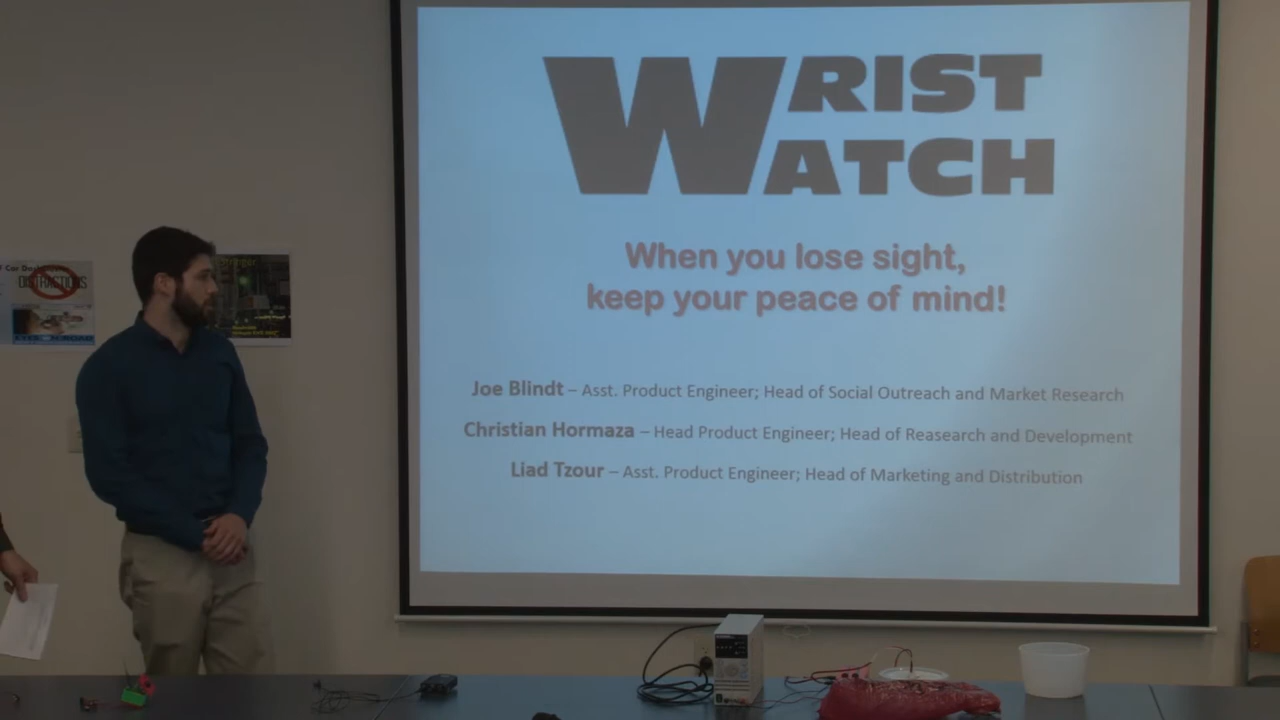 WRIST
WATCH
When you lose sight,
keep your peace of mind!
Joe Blindt – Asst. Product Engineer; Head of Social Outreach and Market Research
Christian Hormaza – Head Product Engineer; Head of Reasearch and Development
Liad Tzour – Asst. Product Engineer; Head of Marketing and Distribution
Car
DISTRACTIONS